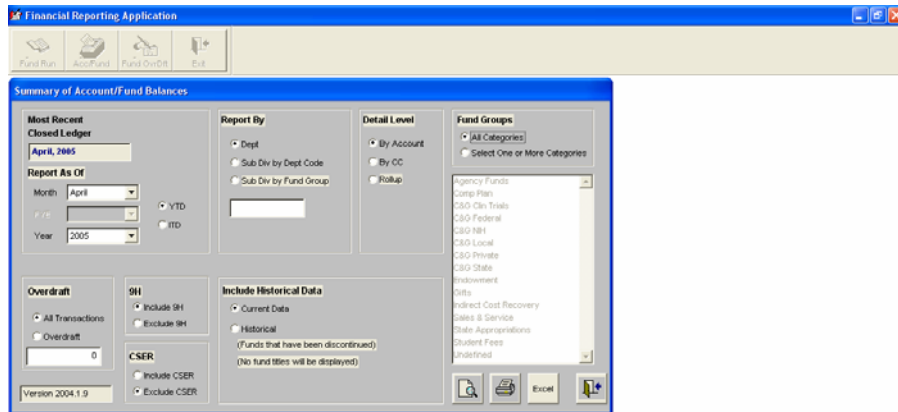 Financial Reporting Application
Fund Run
Acct/Fund
Fund OvrDft
Exit
Summary of Account/Fund Balances
Most Recent
Closed Ledger
April, 2005
Report As Of
Month April
Year 2005
YTD
ITD
Report By
Dept
Sub Div by Dept Code
Sub Div by Fund Group
Detail Level
By Account
By CC
Rollup
Fund Groups
All Categories
Select One or More Categories
Agency Funds
Comp Plan
C&G Clin Trials
C&G Federal
C&G NIH
C&G Local
C&G Private
C&G State
Endowment
Gifts
Indirect Cost Recovery
Sales & Service
State Appropriations
Student Fees
Undefined
Overdraft
All Transactions
Overdraft
0
9H
Include 9H
Exclude 9H
CSER
Include CSER
Exclude CSER
Include Historical Data
Current Data
Historical
(Funds that have been discontinued)
(No fund titles will be displayed)
Version 2004.1.9
Excel